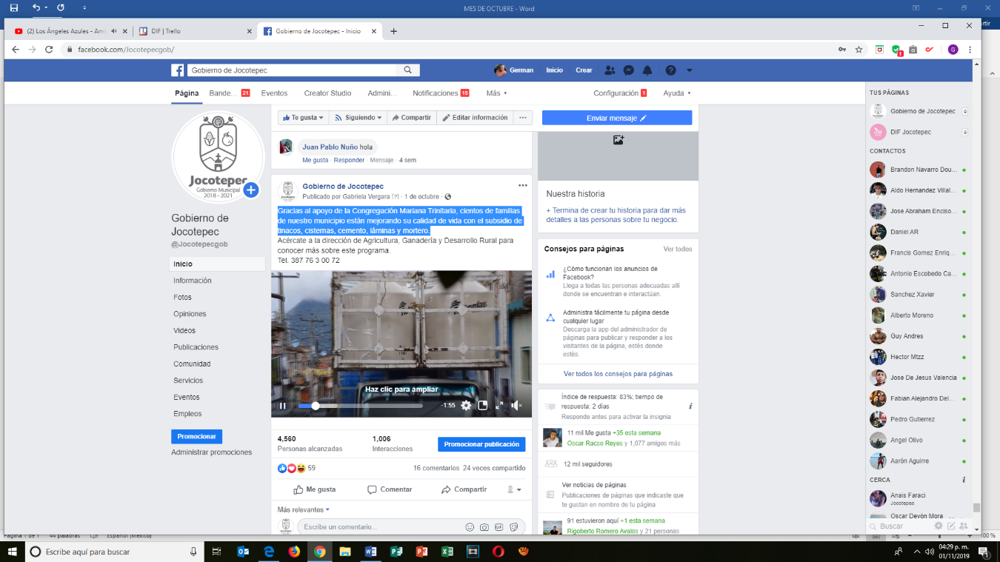 MES DE OCTUBRE - Word
(2) Los Ángeles Azules - Am
DIF | Trello
Gobierno de Jocotepec - Inicio
facebook.com/Jocotepecgob/
Gobierno de Jocotepec
German
Inicio
Crear
Página
Bande... 21
Eventos
Creator Studio
Admini...
Notificaciones 15
Más
Configuración 1
Ayuda
Te gusta
Siguiendo
Compartir
Editar información
Enviar mensaje
Jocotepec
Gobierno Municipal
2018 - 2021
Gobierno de
Jocotepec
@Jocotepecgob
Inicio
Información
Fotos
Opiniones
Videos
Publicaciones
Comunidad
Servicios
Eventos
Empleos
Promocionar
Administrar promociones
Juan Pablo Nuño hola
Me gusta · Responder · Mensaje · 4 sem
Gobierno de Jocotepec
Publicado por Gabriela Vergara [?] · 1 de octubre ·
Gracias al apoyo de la Congregación Mariana Trinitaria, cientos de familias
de nuestro municipio están mejorando su calidad de vida con el subsidio de
tinacos, cisternas, cemento, láminas y mortero.
Acércate a la dirección de Agricultura, Ganadería y Desarrollo Rural para
conocer más sobre este programa.
Tel. 387 76 3 00 72
Haz clic para ampliar
-1:55
4,560
Personas alcanzadas
1,006
Interacciones
Promocionar publicación
59
16 comentarios 24 veces compartido
Me gusta
Comentar
Compartir
Más relevantes
Escribe un comentario...
GIF
Nuestra historia
+ Termina de crear tu historia para dar más
detalles a las personas sobre tu negocio.
Consejos para páginas
Ver todos
¿Cómo funcionan los anuncios de
Facebook?
Llega a todas las personas adecuadas allí
donde se encuentran e interactúan.
Administra fácilmente tu página desde
cualquier lugar
Descarga la app del administrador de
páginas para publicar y responder a los
visitantes de la página, estés donde
estés.
Ver todos los consejos para páginas
Índice de respuesta: 83%; tiempo de
respuesta: 2 días
Responde antes para activar la insignia
11 mil Me gusta +35 esta semana
Oscar Racso Reyes y 1,077 amigos más
12 mil seguidores
Ver noticias de páginas
Publicaciones de páginas que indicaste que
te gustan en nombre de tu página
91 estuvieron aquí +1 esta semana
Rigoberto Romero Avalos y 21 personas
TUS PÁGINAS
Gobierno de Jocotepec
DIF Jocotepec
CONTACTOS
Brandon Navarro Dou...
Aldo Hernandez Villal...
Jose Abraham Enciso...
Daniel AR
Francis Gomez Enriq...
Antonio Escobedo Ca...
Sanchez Xavier
Alberto Moreno
Guy Andres
Hector Mtzz
Jose De Jesus Valencia
Fabian Alejandro Del...
Pedro Gutierrez
Angel Olivo
Aarón Aguirre
CERCA
Anais Faraci
Jocotepec
Oscar Devón Mora
Buscar
Página 1 de 1
44 palabras
Español (México)
Escribe aquí para buscar
04:29 p. m.
01/11/2019